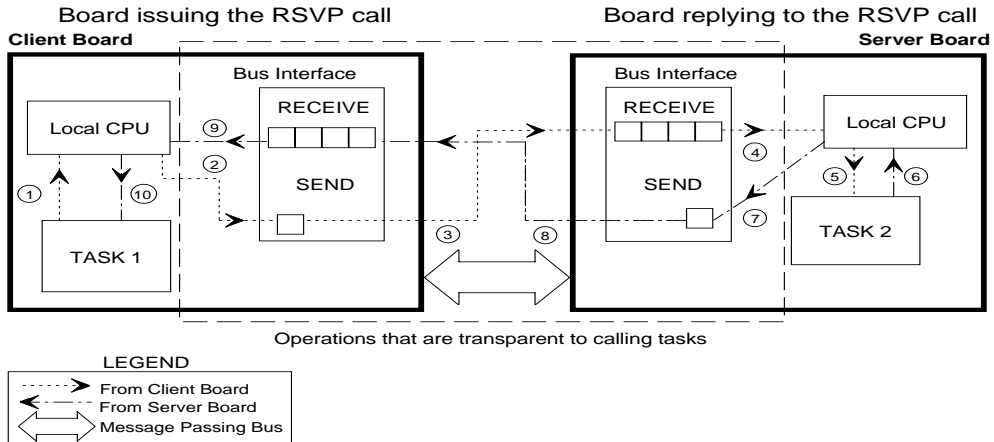 Board issuing the RSVP call
Board replying to the RSVP call
Client Board
Server Board
Bus Interface
Bus Interface
RECEIVE
RECEIVE
Local CPU
Local CPU
9
2
4
1
10
SEND
SEND
5
6
7
3
8
TASK 1
TASK 2
Operations that are transparent to calling tasks
LEGEND
From Client Board
From Server Board
Message Passing Bus